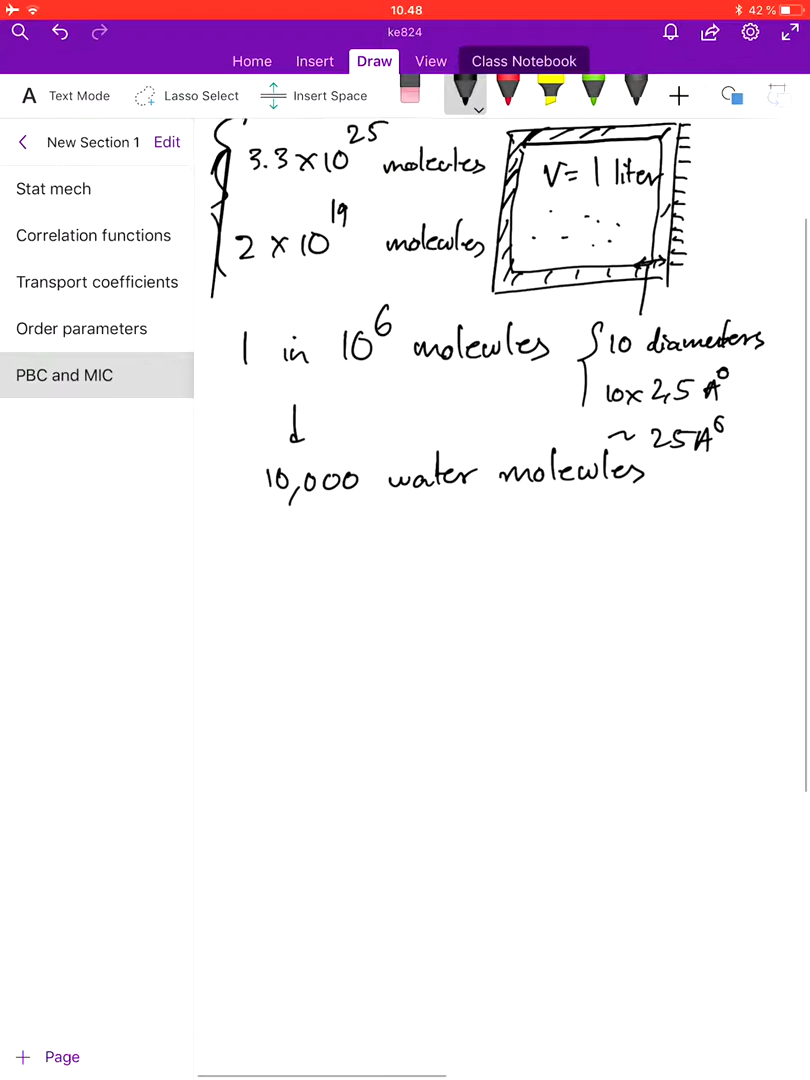 10.48
42 %
ke824
Home Insert Draw View Class Notebook
A Text Mode Lasso Select Insert Space
New Section 1 Edit
Stat mech
Correlation functions
Transport coefficients
Order parameters
PBC and MIC
3.3 × 10^25 molecules
V = 1 liter
2 × 10^19 molecules
1 in 10^6 molecules
10 diameters
10 × 2,5 A°
~ 25 A°
10,000 water molecules
+ Page